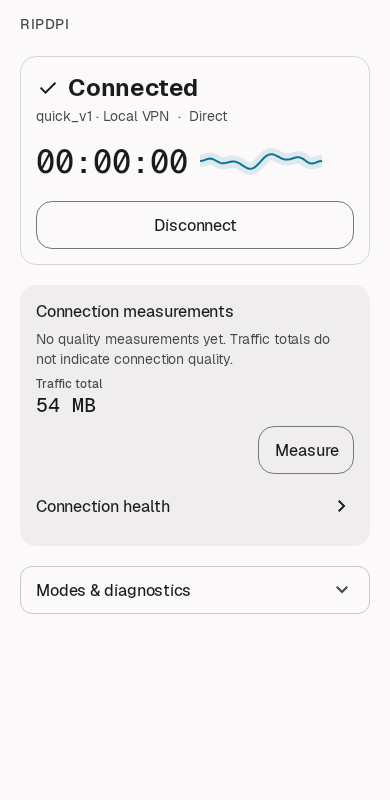 RIPDPI
Connected
quick_v1 · Local VPN · Direct
00:00:00
Disconnect
Connection measurements
No quality measurements yet. Traffic totals do
not indicate connection quality.
Traffic total
54 MB
Measure
Connection health
Modes & diagnostics